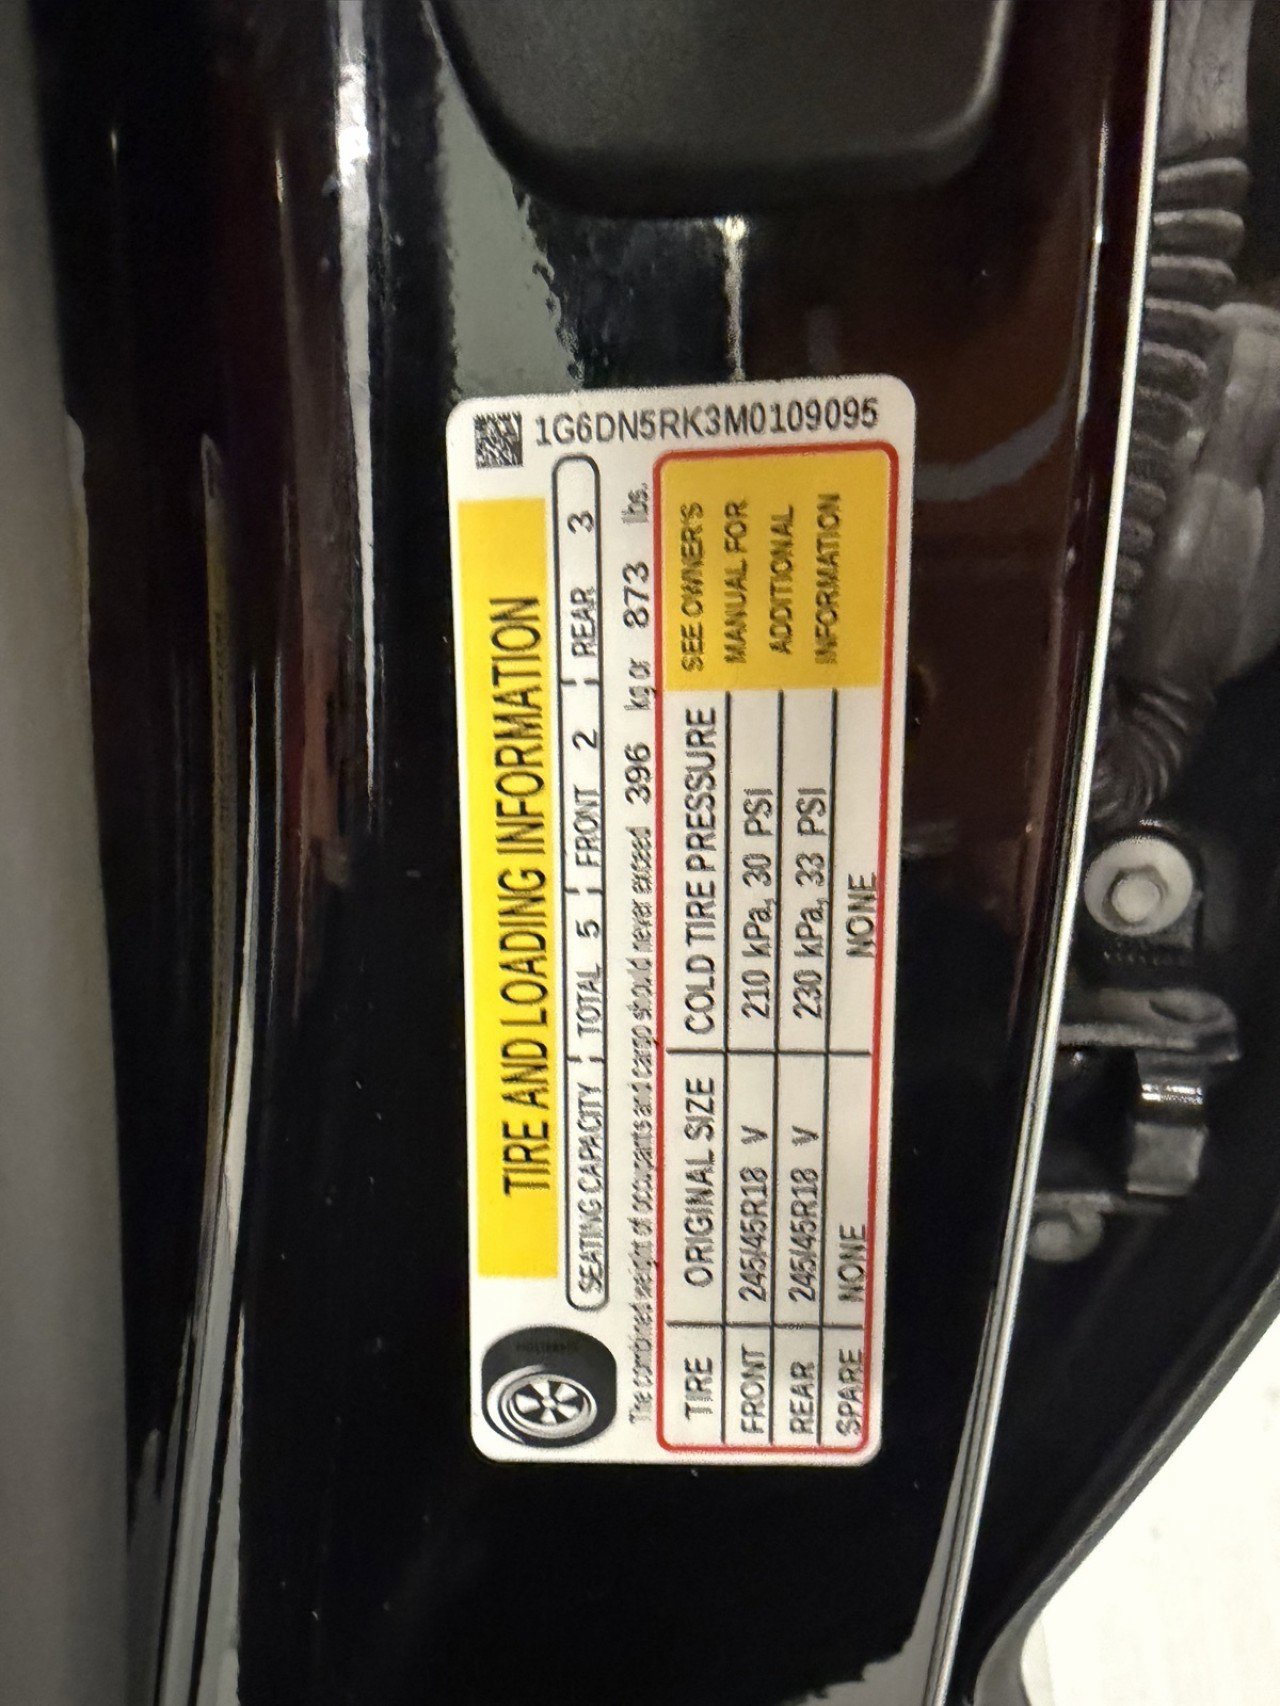 1G6DN5RK3M0109095
TIRE AND LOADING INFORMATION
SEATING CAPACITY TOTAL 5 FRONT 2 REAR 3
The combined weight of occupants and cargo should never exceed 396 kg or 873 lbs.
TIRE ORIGINAL SIZE COLD TIRE PRESSURE
FRONT 245/45R18 V 210 kPa, 30 PSI
REAR 245/45R18 V 230 kPa, 33 PSI
SPARE NONE NONE
SEE OWNER'S
MANUAL FOR
ADDITIONAL
INFORMATION